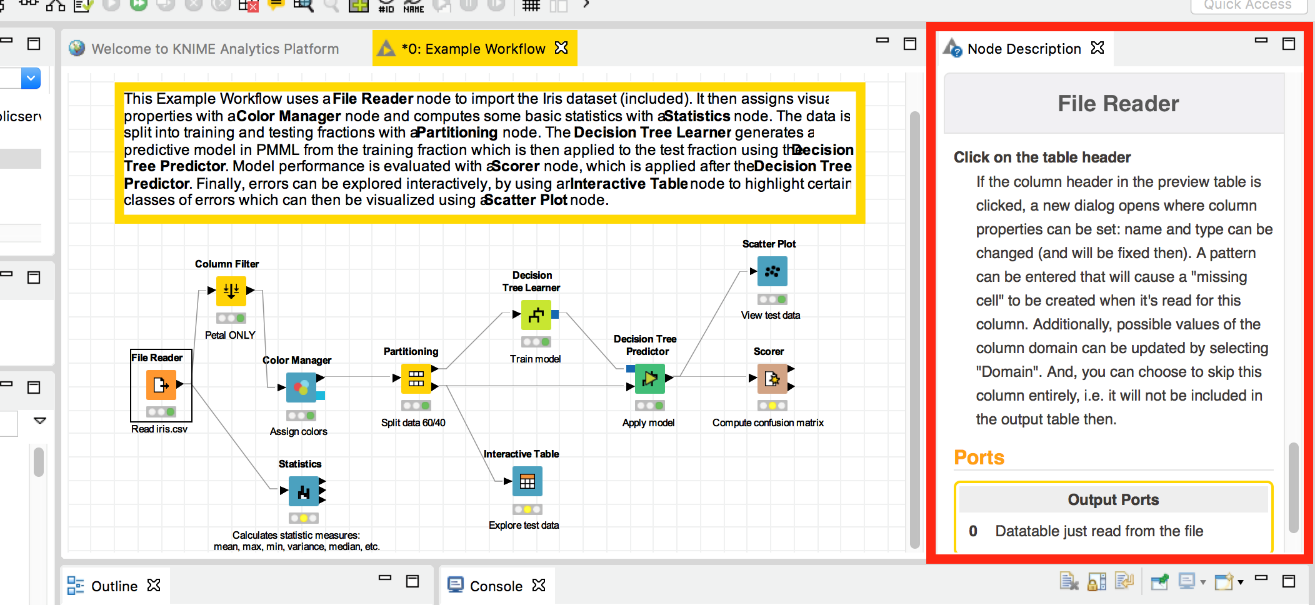 #ID
NAME
Quick Access
Welcome to KNIME Analytics Platform
*0: Example Workflow
Node Description
This Example Workflow uses a File Reader node to import the Iris dataset (included). It then assigns visua
properties with a Color Manager node and computes some basic statistics with a Statistics node. The data is
split into training and testing fractions with a Partitioning node. The Decision Tree Learner generates a
predictive model in PMML from the training fraction which is then applied to the test fraction using the Decision
Tree Predictor. Model performance is evaluated with a Scorer node, which is applied after the Decision Tree
Predictor. Finally, errors can be explored interactively, by using an Interactive Table node to highlight certain
classes of errors which can then be visualized using a Scatter Plot node.
olicserv
Column Filter
Petal ONLY
File Reader
Read iris.csv
Color Manager
Assign colors
Statistics
Calculates statistic measures:
mean, max, min, variance, median, etc.
Partitioning
Split data 60/40
Decision
Tree Learner
Train model
Interactive Table
Explore test data
Decision Tree
Predictor
Apply model
Scatter Plot
View test data
Scorer
Compute confusion matrix
File Reader
Click on the table header
If the column header in the preview table is
clicked, a new dialog opens where column
properties can be set: name and type can be
changed (and will be fixed then). A pattern
can be entered that will cause a "missing
cell" to be created when it's read for this
column. Additionally, possible values of the
column domain can be updated by selecting
"Domain". And, you can choose to skip this
column entirely, i.e. it will not be included in
the output table then.
Ports
Output Ports
0 Datatable just read from the file
Outline
Console